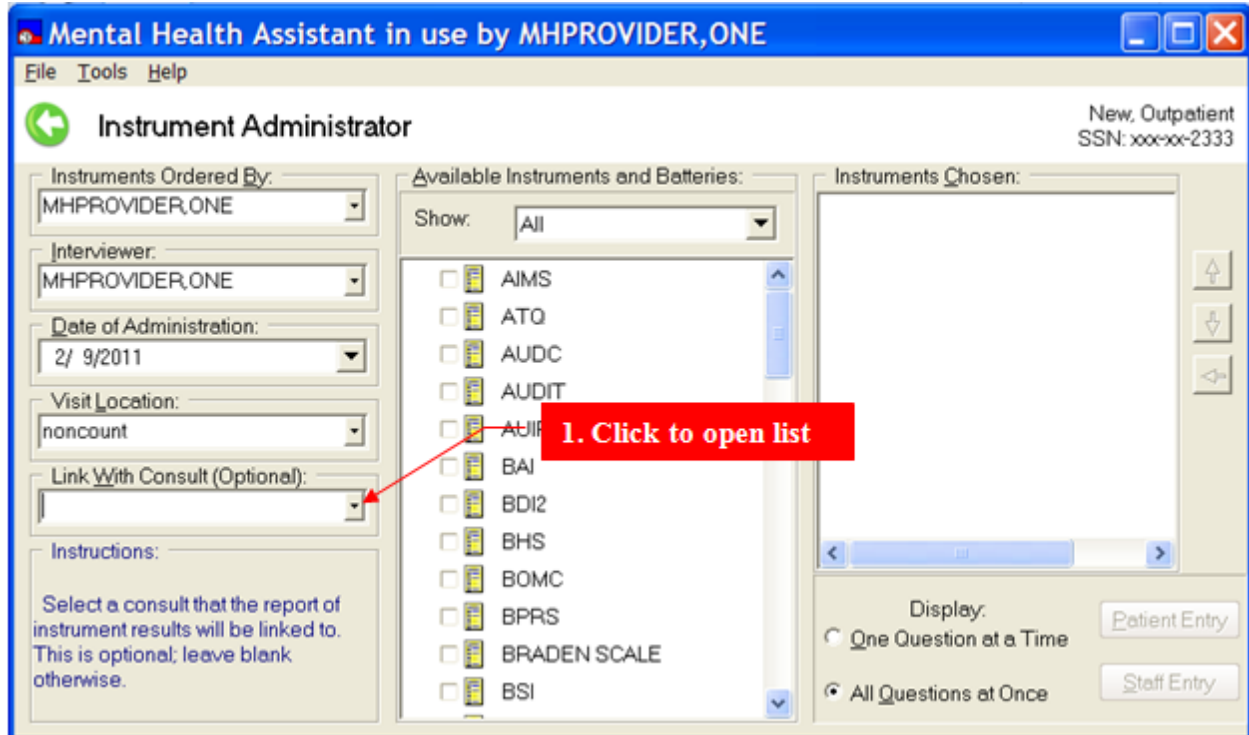 Mental Health Assistant in use by MHPROVIDER,ONE
File Tools Help
Instrument Administrator
New, Outpatient
SSN: xxx-xx-2333
Instruments Ordered By:
MHPROVIDER,ONE
Interviewer:
MHPROVIDER,ONE
Date of Administration:
2/ 9/2011
Visit Location:
noncount
Link With Consult (Optional):
Instructions:
Select a consult that the report of
instrument results will be linked to.
This is optional; leave blank
otherwise.
Available Instruments and Batteries:
Show: All
AIMS
ATQ
AUDC
AUDIT
1. Click to open list
BAI
BDI2
BHS
BOMC
BPRS
BRADEN SCALE
BSI
Instruments Chosen:
Display:
One Question at a Time
All Questions at Once
Patient Entry
Staff Entry